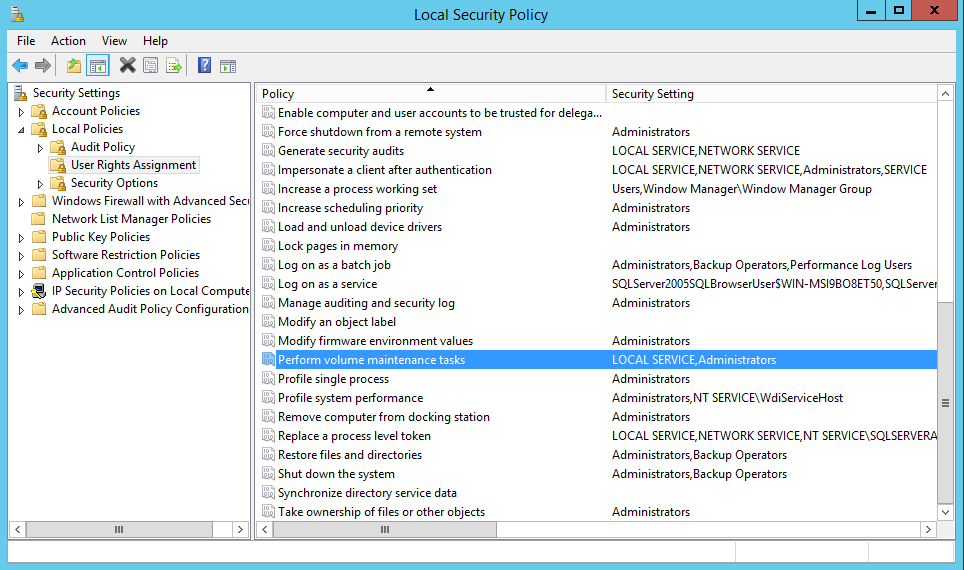 Local Security Policy
File Action View Help
Security Settings
Account Policies
Local Policies
Audit Policy
User Rights Assignment
Security Options
Windows Firewall with Advanced Secu
Network List Manager Policies
Public Key Policies
Software Restriction Policies
Application Control Policies
IP Security Policies on Local Compute
Advanced Audit Policy Configuration
Policy Security Setting
Enable computer and user accounts to be trusted for delega...
Force shutdown from a remote system Administrators
Generate security audits LOCAL SERVICE,NETWORK SERVICE
Impersonate a client after authentication LOCAL SERVICE,NETWORK SERVICE,Administrators,SERVICE
Increase a process working set Users,Window Manager\Window Manager Group
Increase scheduling priority Administrators
Load and unload device drivers Administrators
Lock pages in memory
Log on as a batch job Administrators,Backup Operators,Performance Log Users
Log on as a service SQLServer2005SQLBrowserUser$WIN-MSI9BO8ET50,SQLServer
Manage auditing and security log Administrators
Modify an object label
Modify firmware environment values Administrators
Perform volume maintenance tasks LOCAL SERVICE,Administrators
Profile single process Administrators
Profile system performance Administrators,NT SERVICE\WdiServiceHost
Remove computer from docking station Administrators
Replace a process level token LOCAL SERVICE,NETWORK SERVICE,NT SERVICE\SQLSERVERA
Restore files and directories Administrators,Backup Operators
Shut down the system Administrators,Backup Operators
Synchronize directory service data
Take ownership of files or other objects Administrators